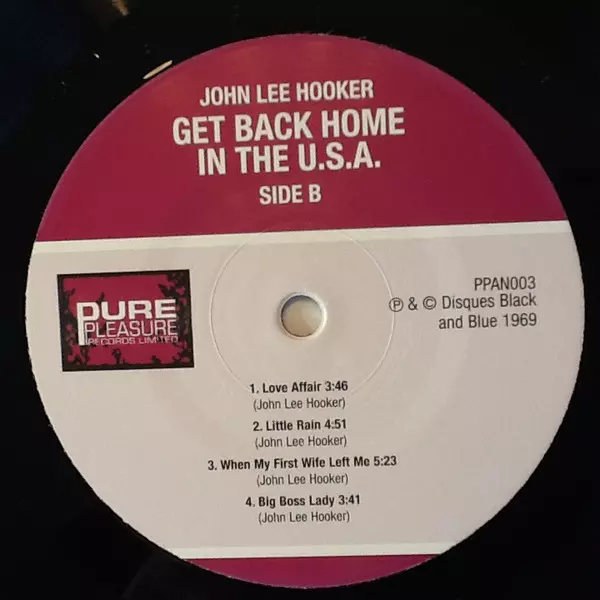 JOHN LEE HOOKER
GET BACK HOME
IN THE U.S.A.
SIDE B
PURE
PLEASURE
RECORDS LIMITED
PPAN003
℗ & © Disques Black
and Blue 1969
1. Love Affair 3:46
(John Lee Hooker)
2. Little Rain 4:51
(John Lee Hooker)
3. When My First Wife Left Me 5:23
(John Lee Hooker)
4. Big Boss Lady 3:41
(John Lee Hooker)